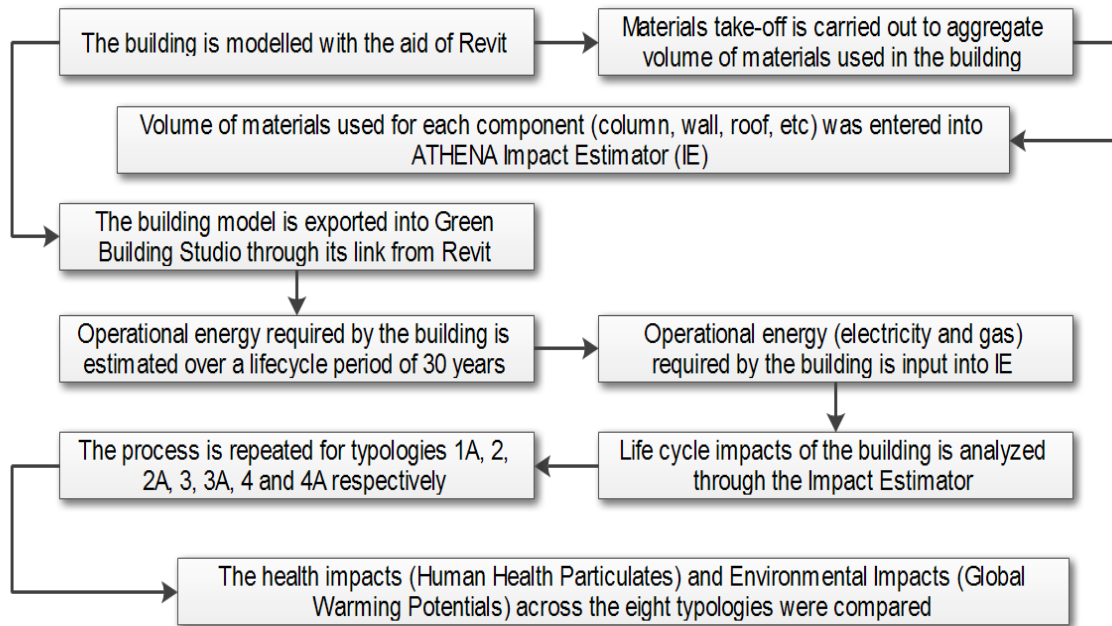 The building is modelled with the aid of Revit
Materials take-off is carried out to aggregate
volume of materials used in the building
Volume of materials used for each component (column, wall, roof, etc) was entered into
ATHENA Impact Estimator (IE)
The building model is exported into Green
Building Studio through its link from Revit
Operational energy required by the building is
estimated over a lifecycle period of 30 years
Operational energy (electricity and gas)
required by the building is input into IE
Life cycle impacts of the building is analyzed
through the Impact Estimator
The process is repeated for typologies 1A, 2,
2A, 3, 3A, 4 and 4A respectively
The health impacts (Human Health Particulates) and Environmental Impacts (Global
Warming Potentials) across the eight typologies were compared